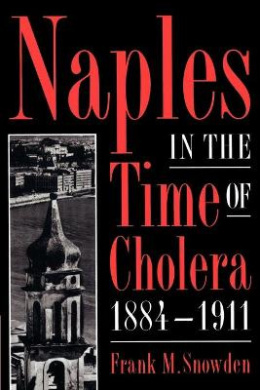 Naples
IN THE
Time OF
Cholera
1884–1911
Frank M. Snowden